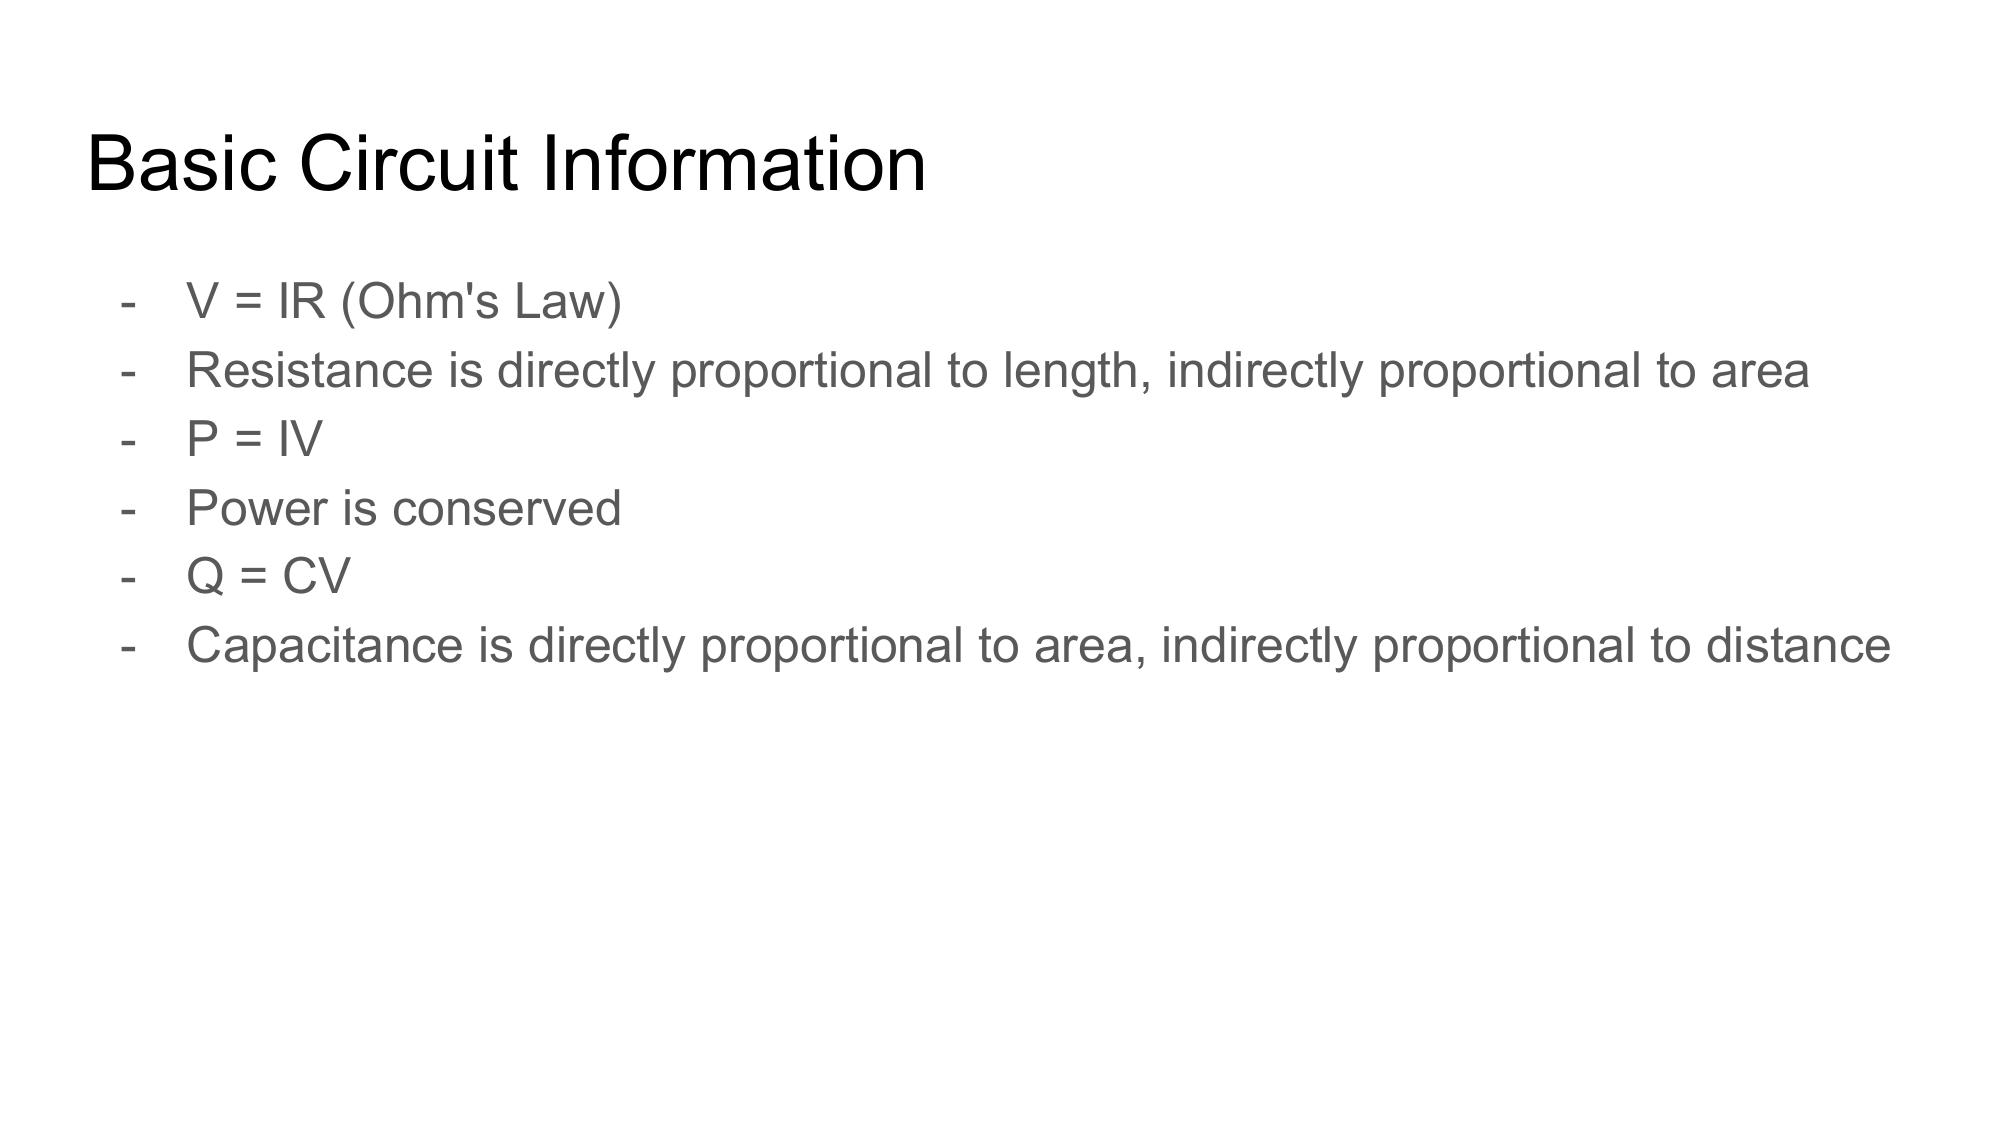 Basic Circuit Information
- V = IR (Ohm's Law)
- Resistance is directly proportional to length, indirectly proportional to area
- P = IV
- Power is conserved
- Q = CV
- Capacitance is directly proportional to area, indirectly proportional to distance